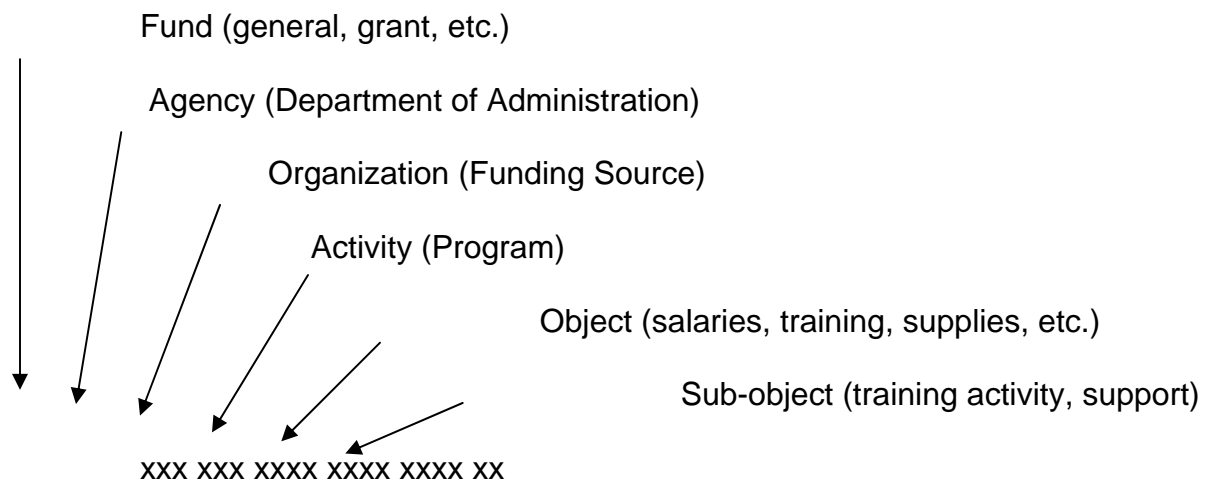 Fund (general, grant, etc.)
Agency (Department of Administration)
Organization (Funding Source)
Activity (Program)
Object (salaries, training, supplies, etc.)
Sub-object (training activity, support)
xxx xxx xxxx xxxx xxxx xx